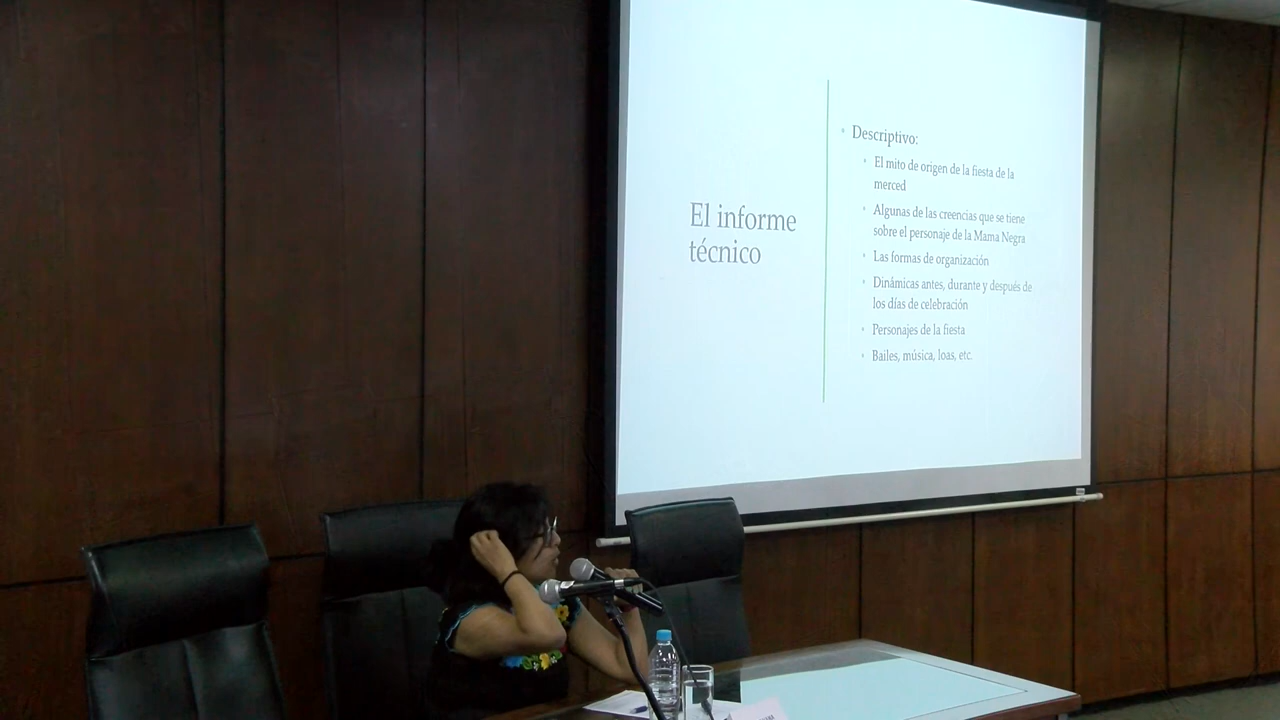 El informe
técnico
Descriptivo:
El mito de origen de la fiesta de la
merced
Algunas de las creencias que se tiene
sobre el personaje de la Mama Negra
Las formas de organización
Dinámicas antes, durante y después de
los días de celebración
Personajes de la fiesta
Bailes, música, loas, etc.